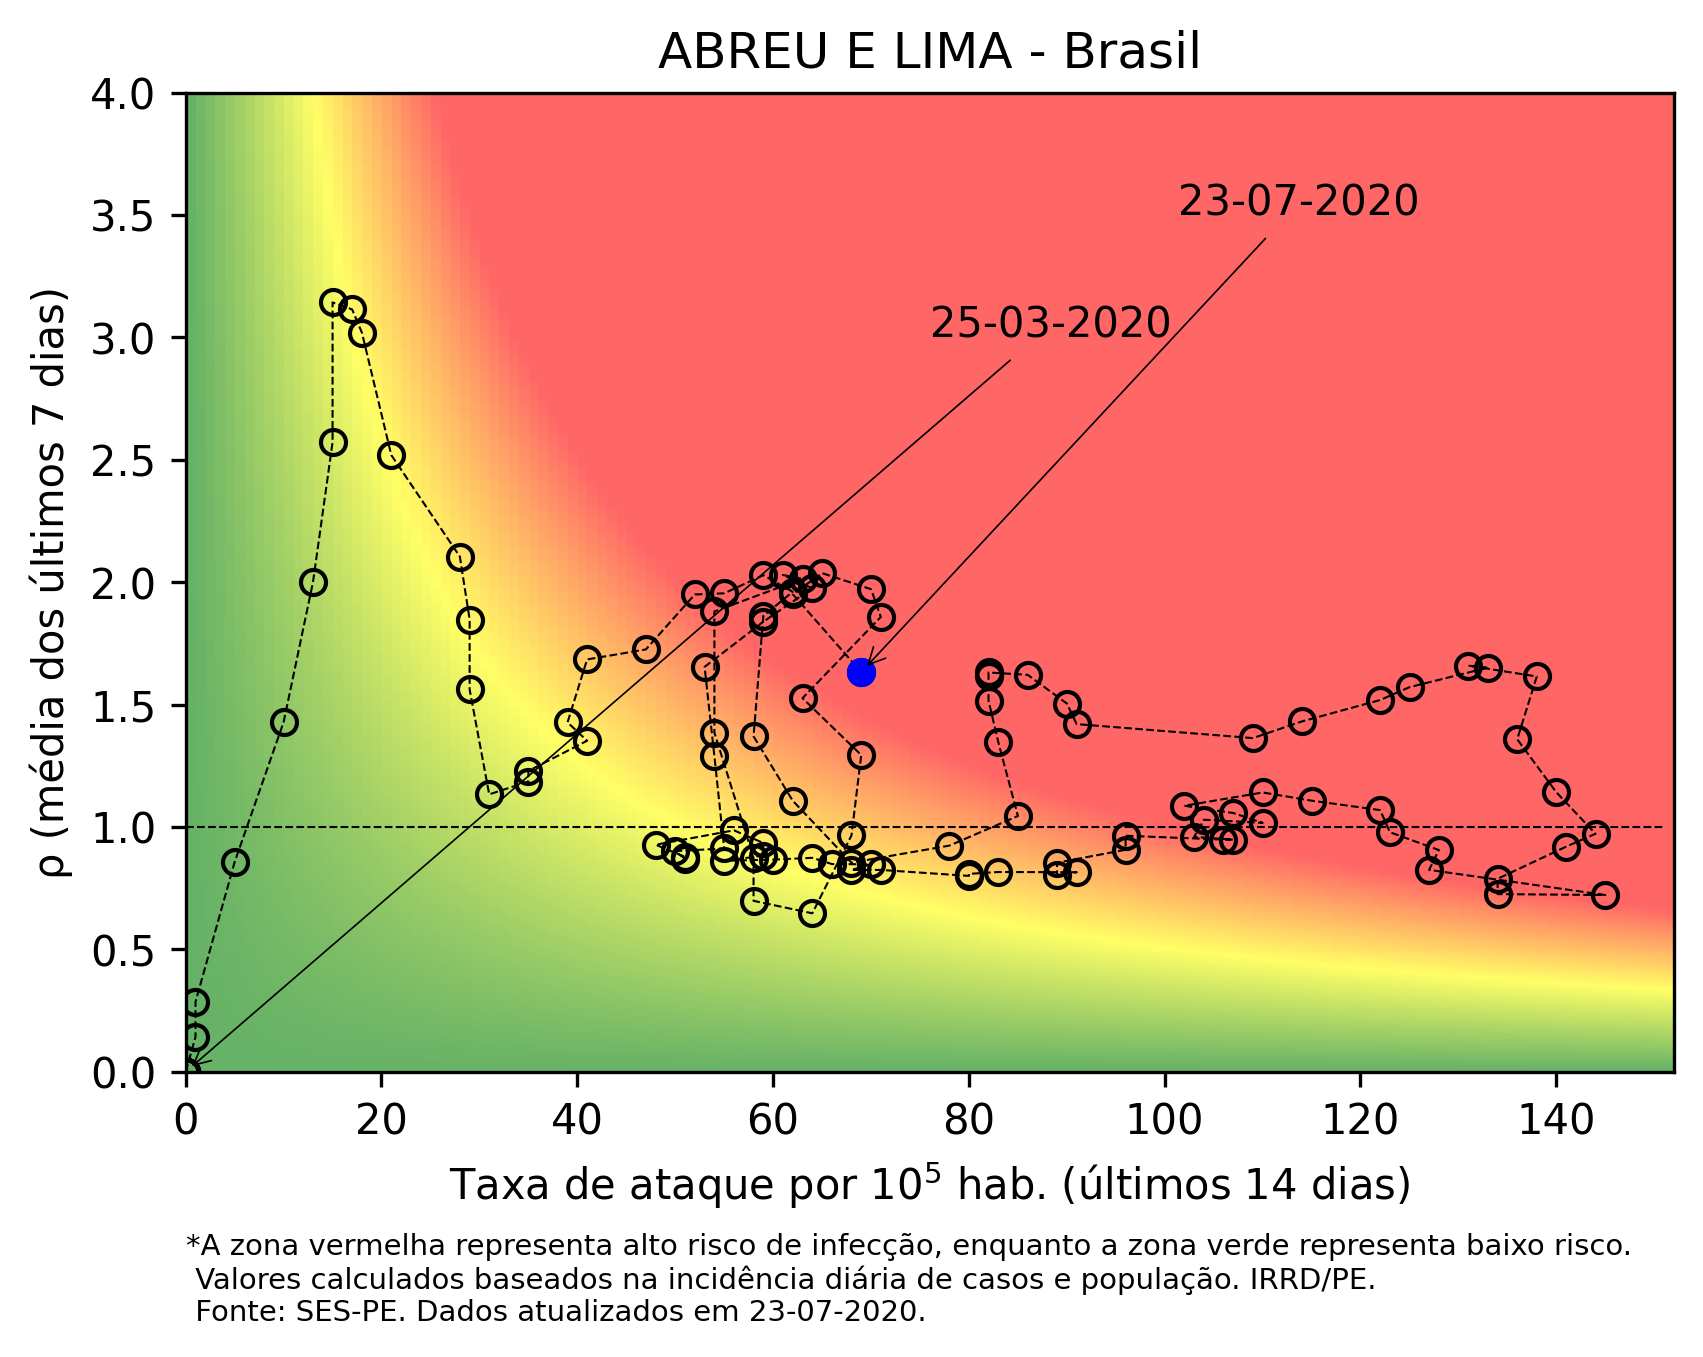 ABREU E LIMA - Brasil
4.0
3.5
3.0
2.5
2.0
1.5
1.0
0.5
0.0
ρ (média dos últimos 7 dias)
23-07-2020
25-03-2020
0 20 40 60 80 100 120 140
Taxa de ataque por 10⁵ hab. (últimos 14 dias)
*A zona vermelha representa alto risco de infecção, enquanto a zona verde representa baixo risco.
Valores calculados baseados na incidência diária de casos e população. IRRD/PE.
Fonte: SES-PE. Dados atualizados em 23-07-2020.